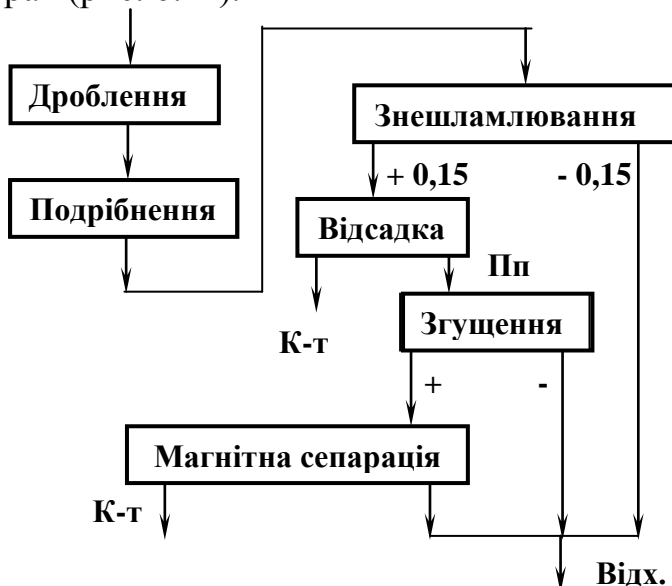 Дроблення
Знешламлювання
Подрібнення
+ 0,15
- 0,15
Відсадка
Пп
К-т
Згущення
+
-
Магнітна сепарація
К-т
Відх.